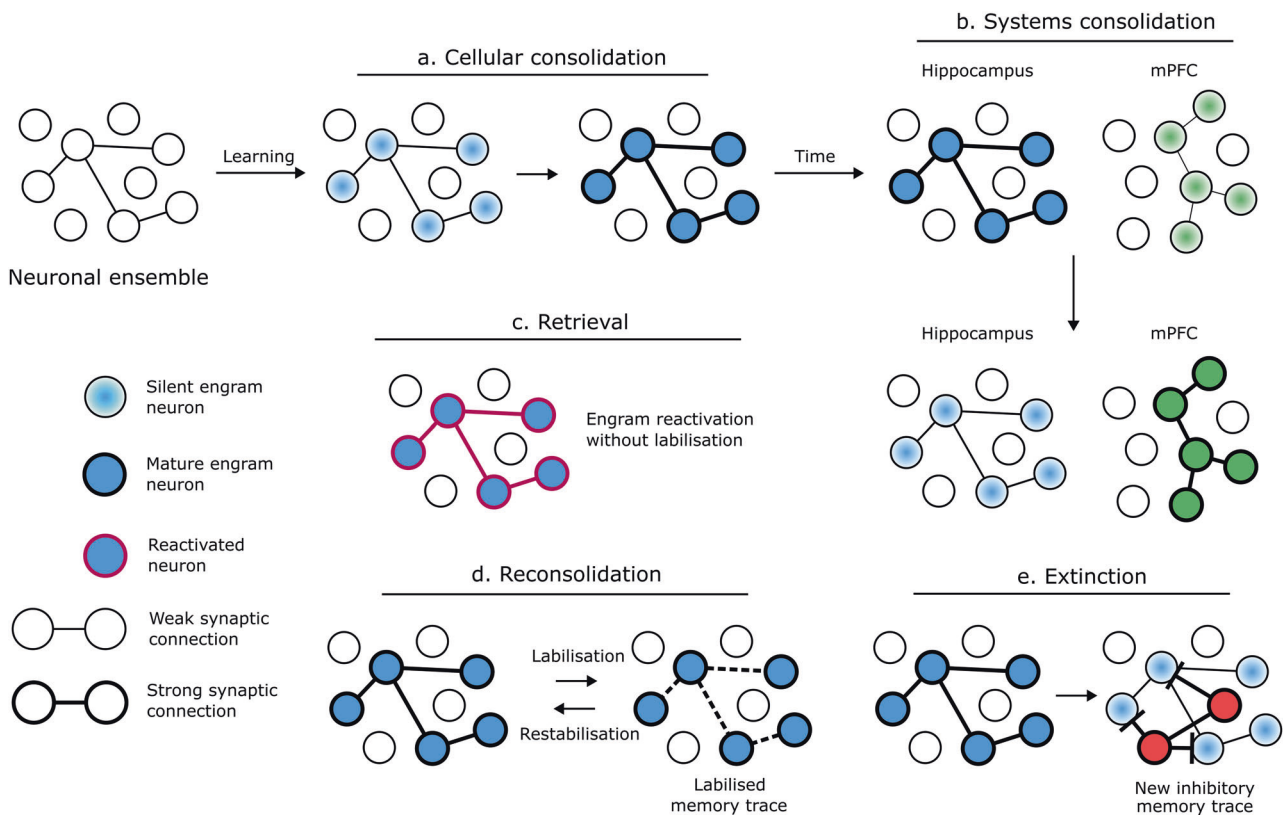 b. Systems consolidation
a. Cellular consolidation
Hippocampus
mPFC
Learning
Time
Neuronal ensemble
c. Retrieval
Hippocampus
mPFC
Engram reactivation
without labilisation
Silent engram
neuron
Mature engram
neuron
Reactivated
neuron
Weak synaptic
connection
Strong synaptic
connection
d. Reconsolidation
Labilisation
Restabilisation
Labilised
memory trace
e. Extinction
New inhibitory
memory trace